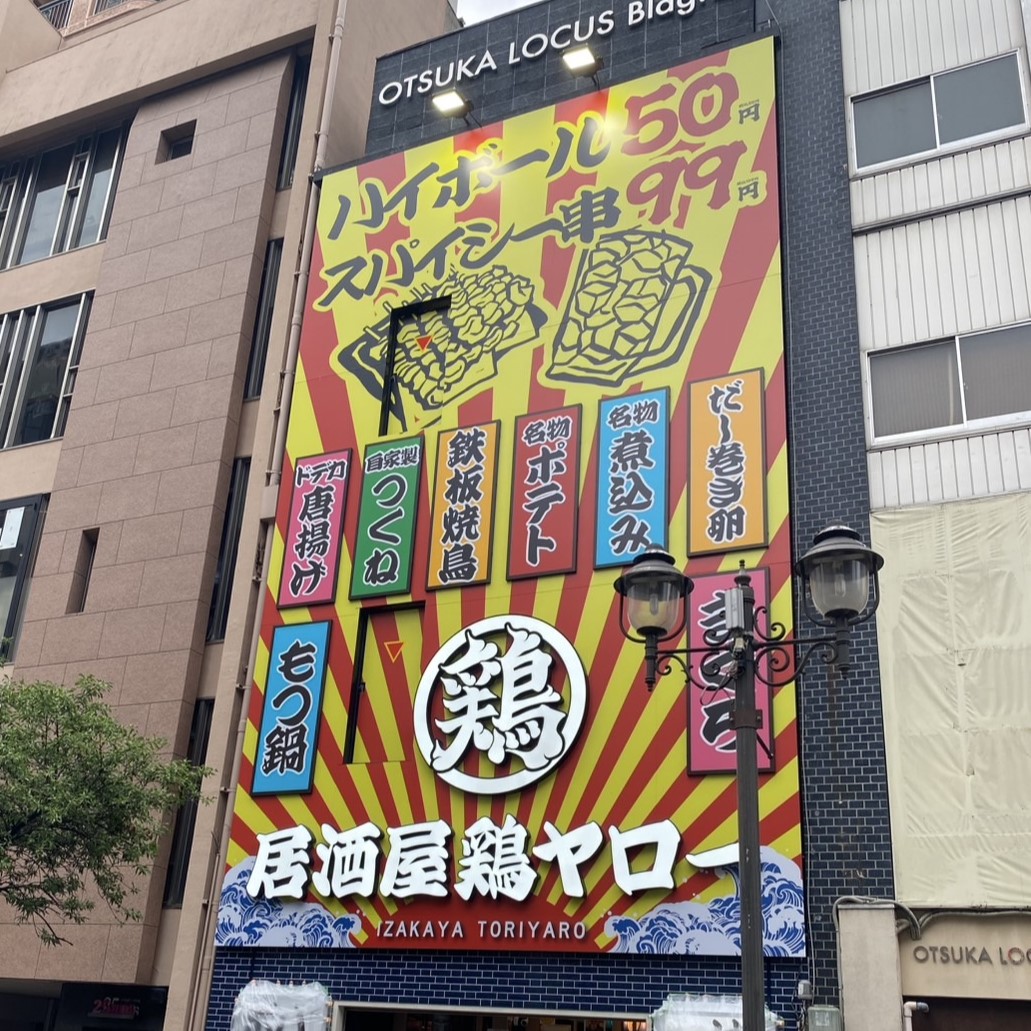 OTSUKA LOCUS Bldg.
ハイボール50円
スパイシー串99円
ドデカ
唐揚げ
自家製
つくね
鉄板焼鳥
名物
ポテト
名物
煮込み
だし巻き卵
もつ鍋
鶏
居酒屋鶏ヤロー
IZAKAYA TORIYARO
OTSUKA LOC